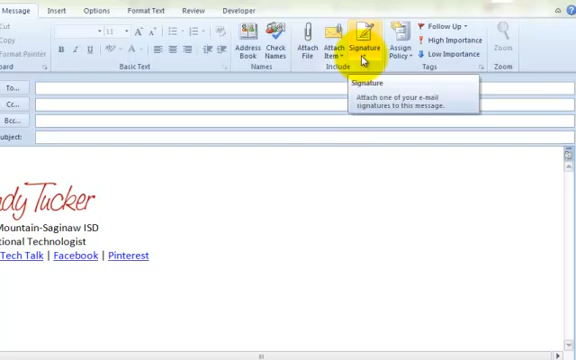 Message Insert Options Format Text Review Developer
Cut
Copy
Format Painter
11
Address Book
Check Names
Attach File
Attach Item
Signature
Assign Policy
Follow Up
High Importance
Low Importance
Zoom
Basic Text
Names
Include
Tags
Zoom
Signature
Attach one of your e-mail
signatures to this message.
To...
Cc...
Bcc...
Subject:
ndy Tucker
Mountain-Saginaw ISD
tional Technologist
Tech Talk | Facebook | Pinterest